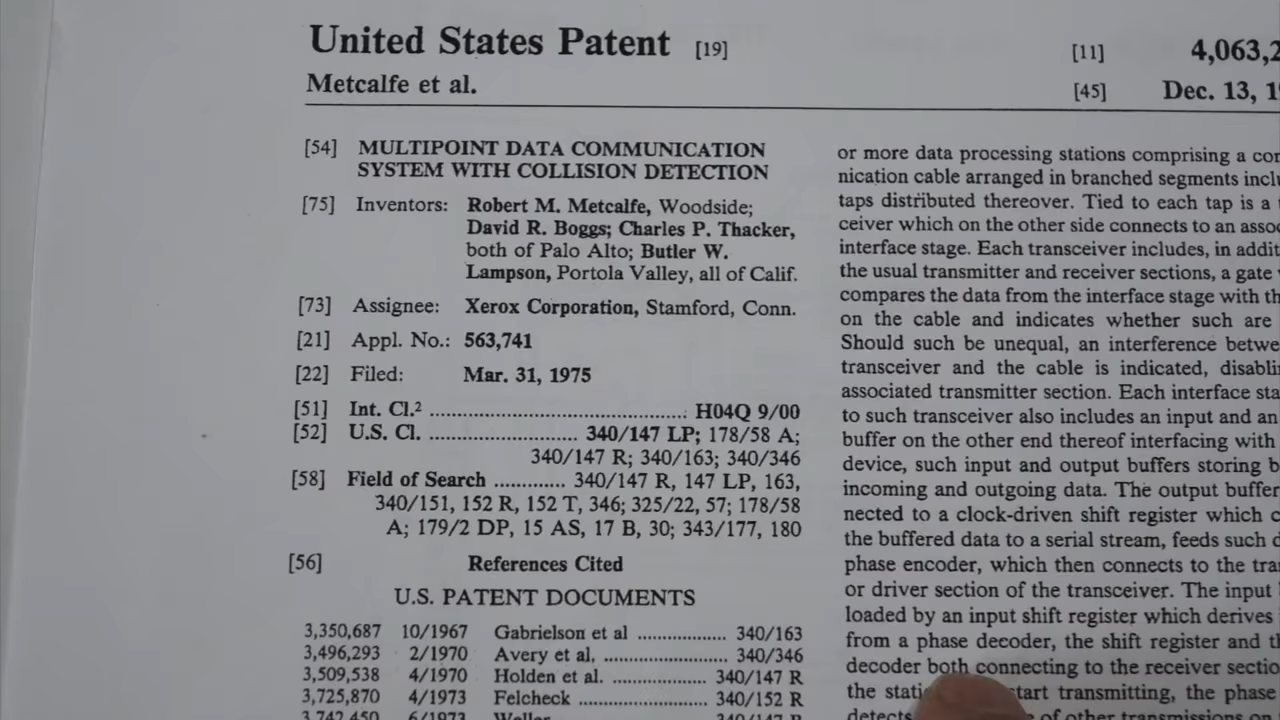 United States Patent [19]
[11] 4,063,2
Metcalfe et al.
[45] Dec. 13, 1
[54] MULTIPOINT DATA COMMUNICATION
SYSTEM WITH COLLISION DETECTION
[75] Inventors: Robert M. Metcalfe, Woodside;
David R. Boggs; Charles P. Thacker,
both of Palo Alto; Butler W.
Lampson, Portola Valley, all of Calif.
[73] Assignee: Xerox Corporation, Stamford, Conn.
[21] Appl. No.: 563,741
[22] Filed: Mar. 31, 1975
[51] Int. Cl.² ............................................ H04Q 9/00
[52] U.S. Cl. .......................... 340/147 LP; 178/58 A;
340/147 R; 340/163; 340/346
[58] Field of Search ............ 340/147 R, 147 LP, 163,
340/151, 152 R, 152 T, 346; 325/22, 57; 178/58
A; 179/2 DP, 15 AS, 17 B, 30; 343/177, 180
[56] References Cited
U.S. PATENT DOCUMENTS
3,350,687 10/1967 Gabrielson et al ................. 340/163
3,496,293 2/1970 Avery et al. ........................ 340/346
3,509,538 4/1970 Holden et al. .................. 340/147 R
3,725,870 4/1973 Felcheck ......................... 340/152 R
3,742,450 6/1973 Weller 340/147 R
or more data processing stations comprising a co
nication cable arranged in branched segments incl
taps distributed thereover. Tied to each tap is a
ceiver which on the other side connects to an asso
interface stage. Each transceiver includes, in addit
the usual transmitter and receiver sections, a gate
compares the data from the interface stage with th
on the cable and indicates whether such are
Should such be unequal, an interference betwe
transceiver and the cable is indicated, disabli
associated transmitter section. Each interface sta
to such transceiver also includes an input and an
buffer on the other end thereof interfacing with
device, such input and output buffers storing b
incoming and outgoing data. The output buffer
nected to a clock-driven shift register which c
the buffered data to a serial stream, feeds such d
phase encoder, which then connects to the tra
or driver section of the transceiver. The input
loaded by an input shift register which derives
from a phase decoder, the shift register and th
decoder both connecting to the receiver sectio
the stati start transmitting, the phase
detects of other transmissions on